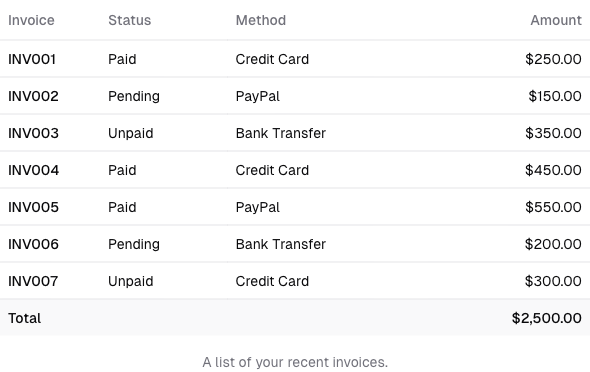 Invoice Status Method Amount
INV001 Paid Credit Card $250.00
INV002 Pending PayPal $150.00
INV003 Unpaid Bank Transfer $350.00
INV004 Paid Credit Card $450.00
INV005 Paid PayPal $550.00
INV006 Pending Bank Transfer $200.00
INV007 Unpaid Credit Card $300.00
Total $2,500.00
A list of your recent invoices.